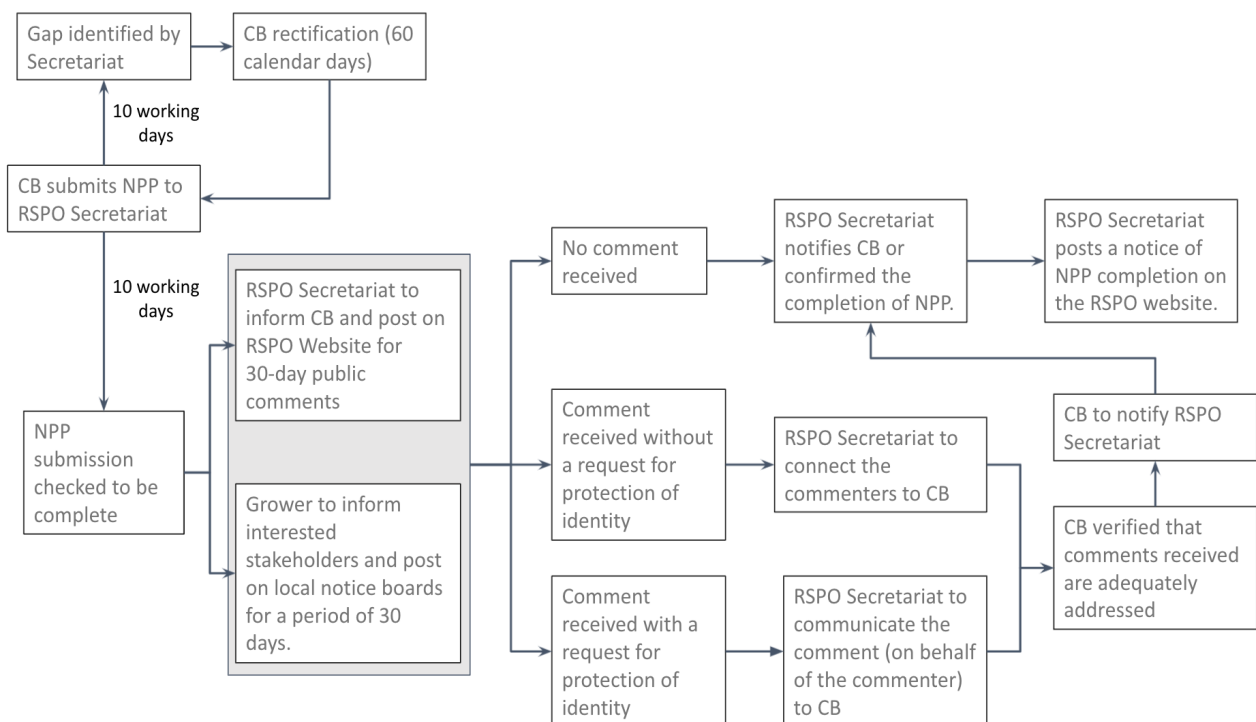 Gap identified by
Secretariat
CB rectification (60
calendar days)
10 working
days
CB submits NPP to
RSPO Secretariat
10 working
days
NPP
submission
checked to be
complete
RSPO Secretariat to
inform CB and post on
RSPO Website for
30-day public
comments
Grower to inform
interested
stakeholders and post
on local notice boards
for a period of 30
days.
No comment
received
RSPO Secretariat
notifies CB or
confirmed the
completion of NPP.
RSPO Secretariat
posts a notice of
NPP completion on
the RSPO website.
Comment
received without
a request for
protection of
identity
RSPO Secretariat to
connect the
commenters to CB
CB to notify RSPO
Secretariat
CB verified that
comments received
are adequately
addressed
Comment
received with a
request for
protection of
identity
RSPO Secretariat to
communicate the
comment (on behalf
of the commenter)
to CB